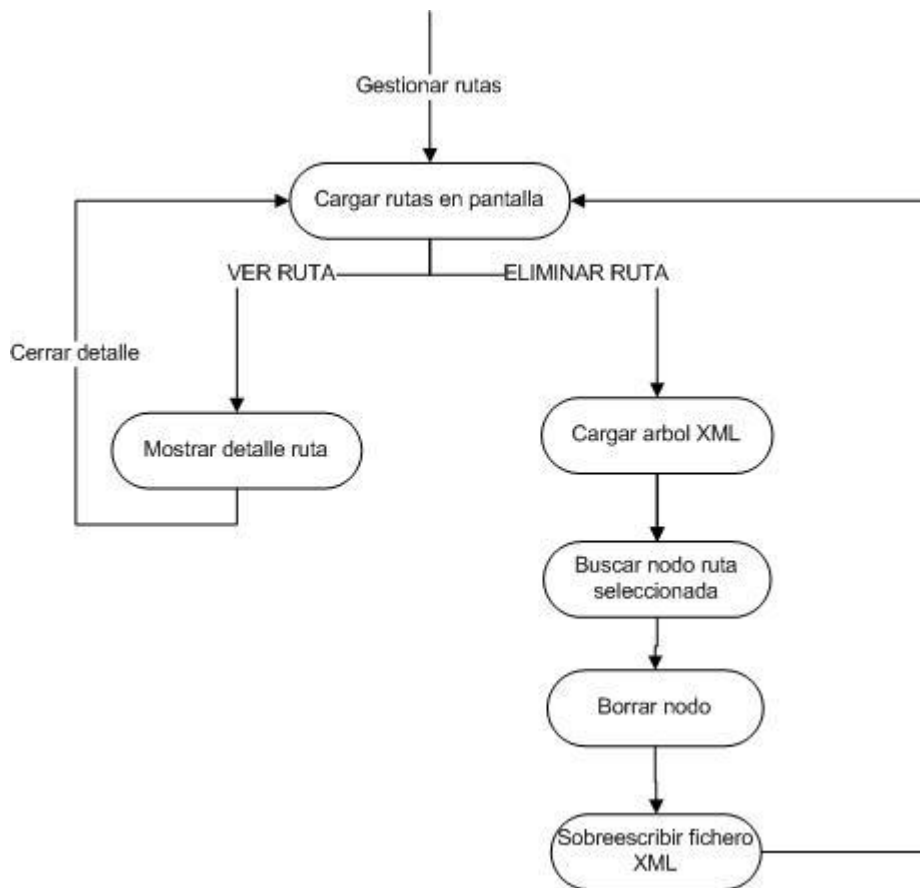 Gestionar rutas
Cargar rutas en pantalla
VER RUTA
ELIMINAR RUTA
Cerrar detalle
Mostrar detalle ruta
Cargar arbol XML
Buscar nodo ruta
seleccionada
Borrar nodo
Sobreescribir fichero
XML